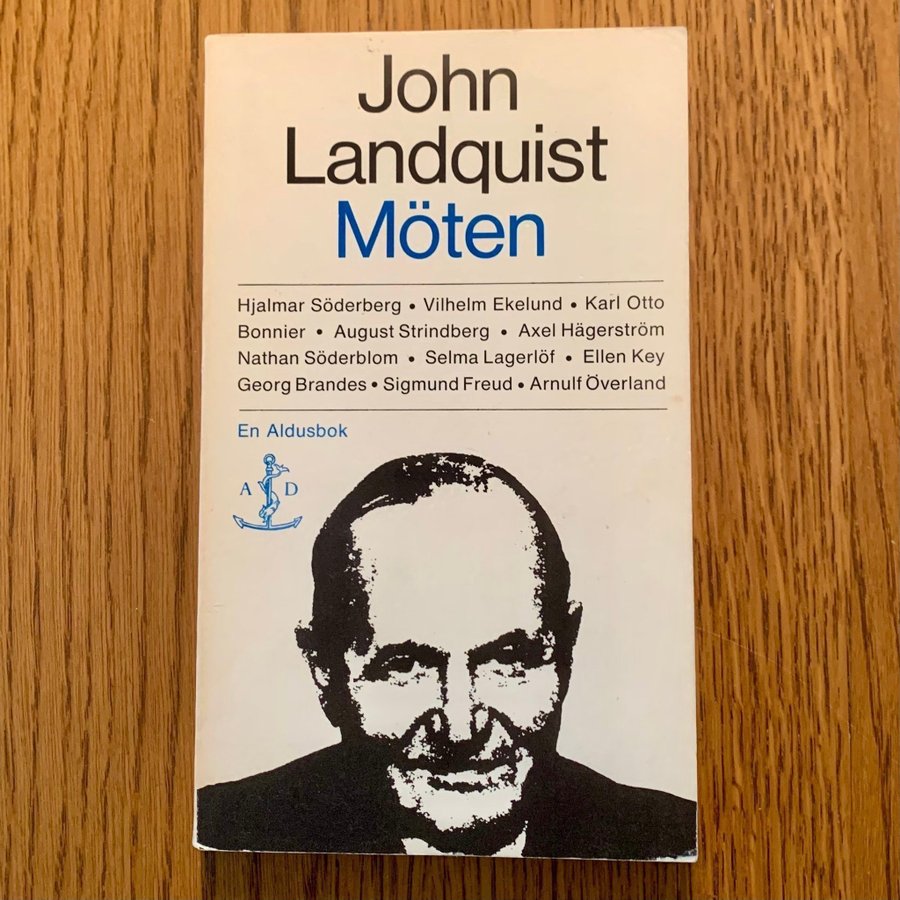 John
Landquist
Möten
Hjalmar Söderberg • Vilhelm Ekelund • Karl Otto
Bonnier • August Strindberg • Axel Hägerström
Nathan Söderblom • Selma Lagerlöf • Ellen Key
Georg Brandes • Sigmund Freud • Arnulf Överland
En Aldusbok
A D